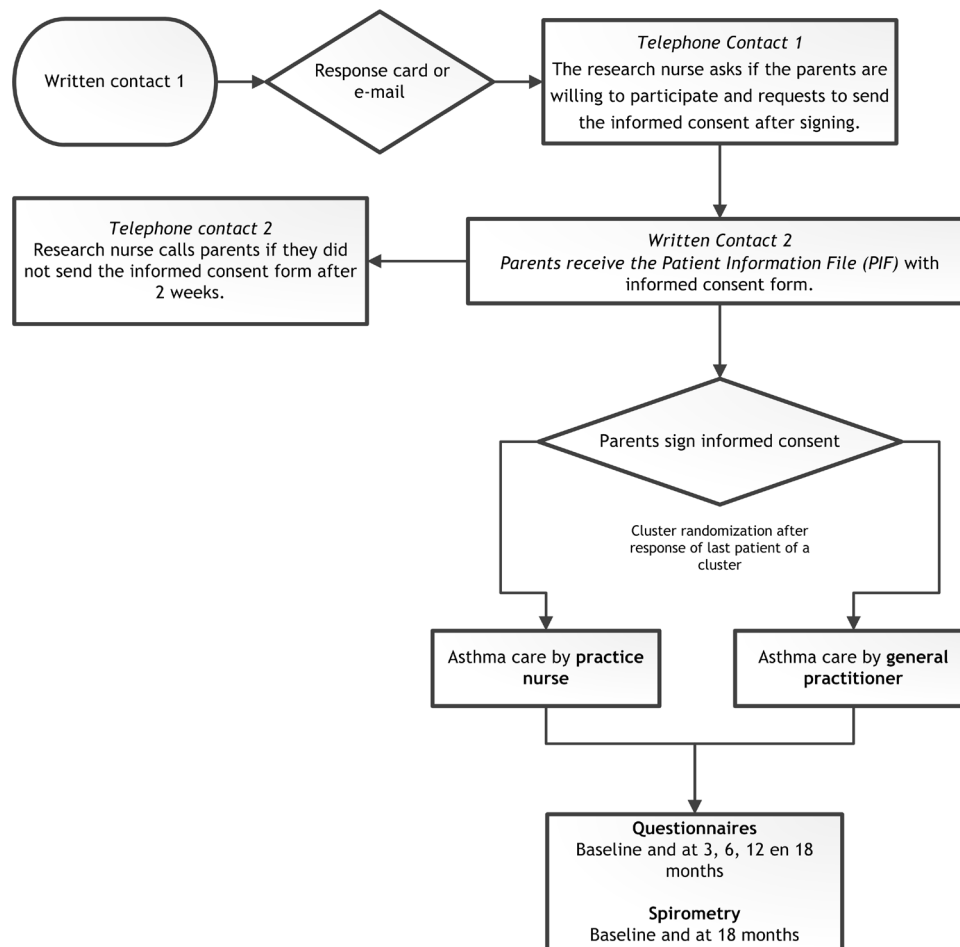 Written contact 1
Response card or
e-mail
Telephone Contact 1
The research nurse asks if the parents are
willing to participate and requests to send
the informed consent after signing.
Telephone contact 2
Research nurse calls parents if they did
not send the informed consent form after
2 weeks.
Written Contact 2
Parents receive the Patient Information File (PIF) with
informed consent form.
Parents sign informed consent
Cluster randomization after
response of last patient of a
cluster
Asthma care by practice
nurse
Asthma care by general
practitioner
Questionnaires
Baseline and at 3, 6, 12 en 18
months
Spirometry
Baseline and at 18 months